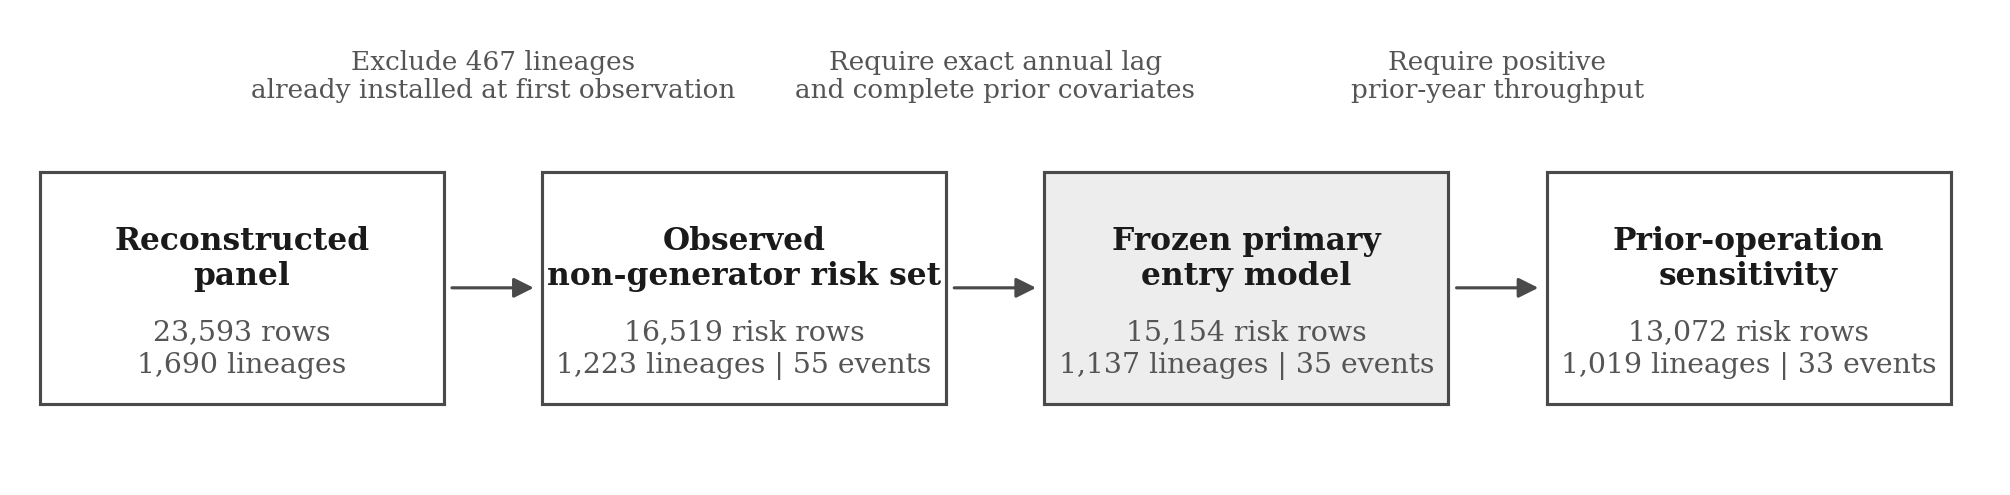 Exclude 467 lineages
already installed at first observation
Require exact annual lag
and complete prior covariates
Require positive
prior-year throughput
Reconstructed
panel
23,593 rows
1,690 lineages
Observed
non-generator risk set
16,519 risk rows
1,223 lineages | 55 events
Frozen primary
entry model
15,154 risk rows
1,137 lineages | 35 events
Prior-operation
sensitivity
13,072 risk rows
1,019 lineages | 33 events